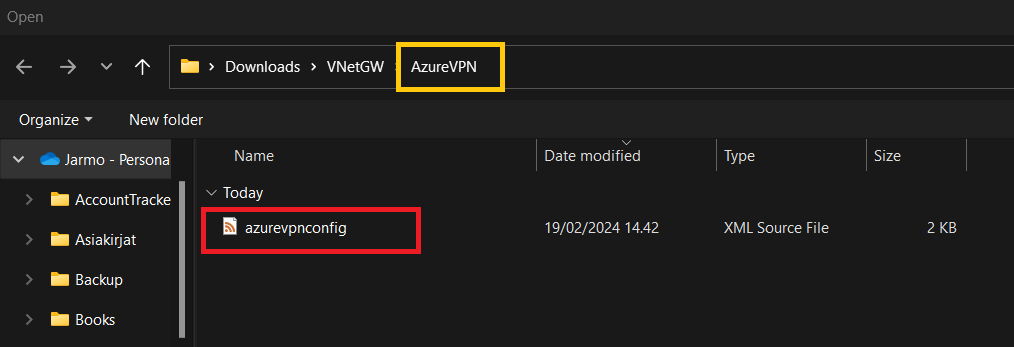 Open
Downloads > VNetGW > AzureVPN
Organize New folder
Jarmo - Persona
AccountTracke
Asiakirjat
Backup
Books
Name Date modified Type Size
Today
azurevpnconfig 19/02/2024 14.42 XML Source File 2 KB